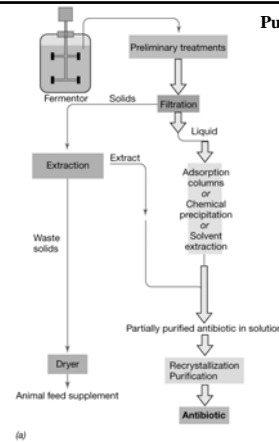 Pu
Preliminary treatments
Fermentor
Solids
Filtration
Liquid
Extraction
Extract
Adsorption
columns
or
Chemical
precipitation
or
Solvent
extraction
Waste
solids
Partially purified antibiotic in solution
Dryer
Recrystallization
Purification
Animal feed supplement
Antibiotic
(a)